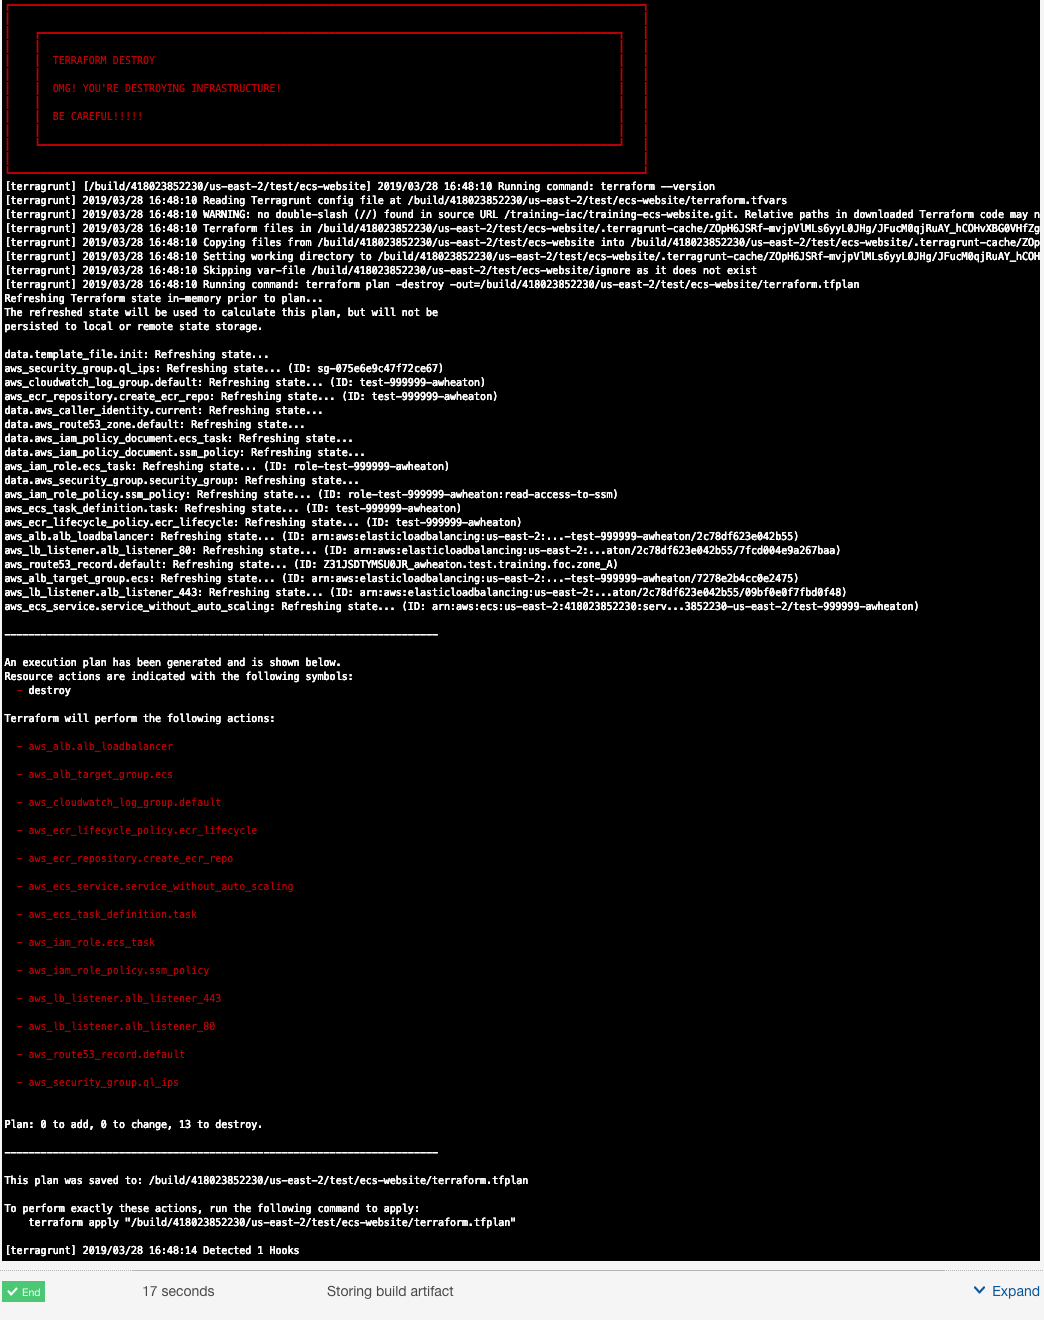 TERRAFORM DESTROY
OMG! YOU'RE DESTROYING INFRASTRUCTURE!
BE CAREFUL!!!!!
[terragrunt] [/build/418023852230/us-east-2/test/ecs-website] 2019/03/28 16:48:10 Running command: terraform --version
[terragrunt] 2019/03/28 16:48:10 Reading Terragrunt config file at /build/418023852230/us-east-2/test/ecs-website/terraform.tfvars
[terragrunt] 2019/03/28 16:48:10 WARNING: no double-slash (//) found in source URL /training-iac/training-ecs-website.git. Relative paths in downloaded Terraform code may n
[terragrunt] 2019/03/28 16:48:10 Terraform files in /build/418023852230/us-east-2/test/ecs-website/.terragrunt-cache/ZOpH6JSRf-mvjpVlMLs6yyL0JHg/JFucM0qjRuAY_hCOHvXBG0VHfZg
[terragrunt] 2019/03/28 16:48:10 Copying files from /build/418023852230/us-east-2/test/ecs-website into /build/418023852230/us-east-2/test/ecs-website/.terragrunt-cache/ZOp
[terragrunt] 2019/03/28 16:48:10 Setting working directory to /build/418023852230/us-east-2/test/ecs-website/.terragrunt-cache/ZOpH6JSRf-mvjpVlMLs6yyL0JHg/JFucM0qjRuAY_hCOH
[terragrunt] 2019/03/28 16:48:10 Skipping var-file /build/418023852230/us-east-2/test/ecs-website/ignore as it does not exist
[terragrunt] 2019/03/28 16:48:10 Running command: terraform plan -destroy -out=/build/418023852230/us-east-2/test/ecs-website/terraform.tfplan
Refreshing Terraform state in-memory prior to plan...
The refreshed state will be used to calculate this plan, but will not be
persisted to local or remote state storage.
data.template_file.init: Refreshing state...
aws_security_group.ql_ips: Refreshing state... (ID: sg-075e6e9c47f72ce67)
aws_cloudwatch_log_group.default: Refreshing state... (ID: test-999999-awheaton)
aws_ecr_repository.create_ecr_repo: Refreshing state... (ID: test-999999-awheaton)
data.aws_caller_identity.current: Refreshing state...
data.aws_route53_zone.default: Refreshing state...
data.aws_iam_policy_document.ecs_task: Refreshing state...
data.aws_iam_policy_document.ssm_policy: Refreshing state...
aws_iam_role.ecs_task: Refreshing state... (ID: role-test-999999-awheaton)
data.aws_security_group.security_group: Refreshing state...
aws_iam_role_policy.ssm_policy: Refreshing state... (ID: role-test-999999-awheaton:read-access-to-ssm)
aws_ecs_task_definition.task: Refreshing state... (ID: test-999999-awheaton)
aws_ecr_lifecycle_policy.ecr_lifecycle: Refreshing state... (ID: test-999999-awheaton)
aws_alb.alb_loadbalancer: Refreshing state... (ID: arn:aws:elasticloadbalancing:us-east-2:...-test-999999-awheaton/2c78df623e042b55)
aws_lb_listener.alb_listener_80: Refreshing state... (ID: arn:aws:elasticloadbalancing:us-east-2:...aton/2c78df623e042b55/7fcd004e9a267baa)
aws_route53_record.default: Refreshing state... (ID: Z31JSDTYMSU0JR_awheaton.test.training.foc.zone_A)
aws_alb_target_group.ecs: Refreshing state... (ID: arn:aws:elasticloadbalancing:us-east-2:...-test-999999-awheaton/7278e2b4cc0e2475)
aws_lb_listener.alb_listener_443: Refreshing state... (ID: arn:aws:elasticloadbalancing:us-east-2:...aton/2c78df623e042b55/09bf0e0f7fbd0f48)
aws_ecs_service.service_without_auto_scaling: Refreshing state... (ID: arn:aws:ecs:us-east-2:418023852230:serv...3852230-us-east-2/test-999999-awheaton)
------------------------------------------------------------------------
An execution plan has been generated and is shown below.
Resource actions are indicated with the following symbols:
- destroy
Terraform will perform the following actions:
- aws_alb.alb_loadbalancer
- aws_alb_target_group.ecs
- aws_cloudwatch_log_group.default
- aws_ecr_lifecycle_policy.ecr_lifecycle
- aws_ecr_repository.create_ecr_repo
- aws_ecs_service.service_without_auto_scaling
- aws_ecs_task_definition.task
- aws_iam_role.ecs_task
- aws_iam_role_policy.ssm_policy
- aws_lb_listener.alb_listener_443
- aws_lb_listener.alb_listener_80
- aws_route53_record.default
- aws_security_group.ql_ips
Plan: 0 to add, 0 to change, 13 to destroy.
------------------------------------------------------------------------
This plan was saved to: /build/418023852230/us-east-2/test/ecs-website/terraform.tfplan
To perform exactly these actions, run the following command to apply:
terraform apply "/build/418023852230/us-east-2/test/ecs-website/terraform.tfplan"
[terragrunt] 2019/03/28 16:48:14 Detected 1 Hooks
End 17 seconds Storing build artifact Expand